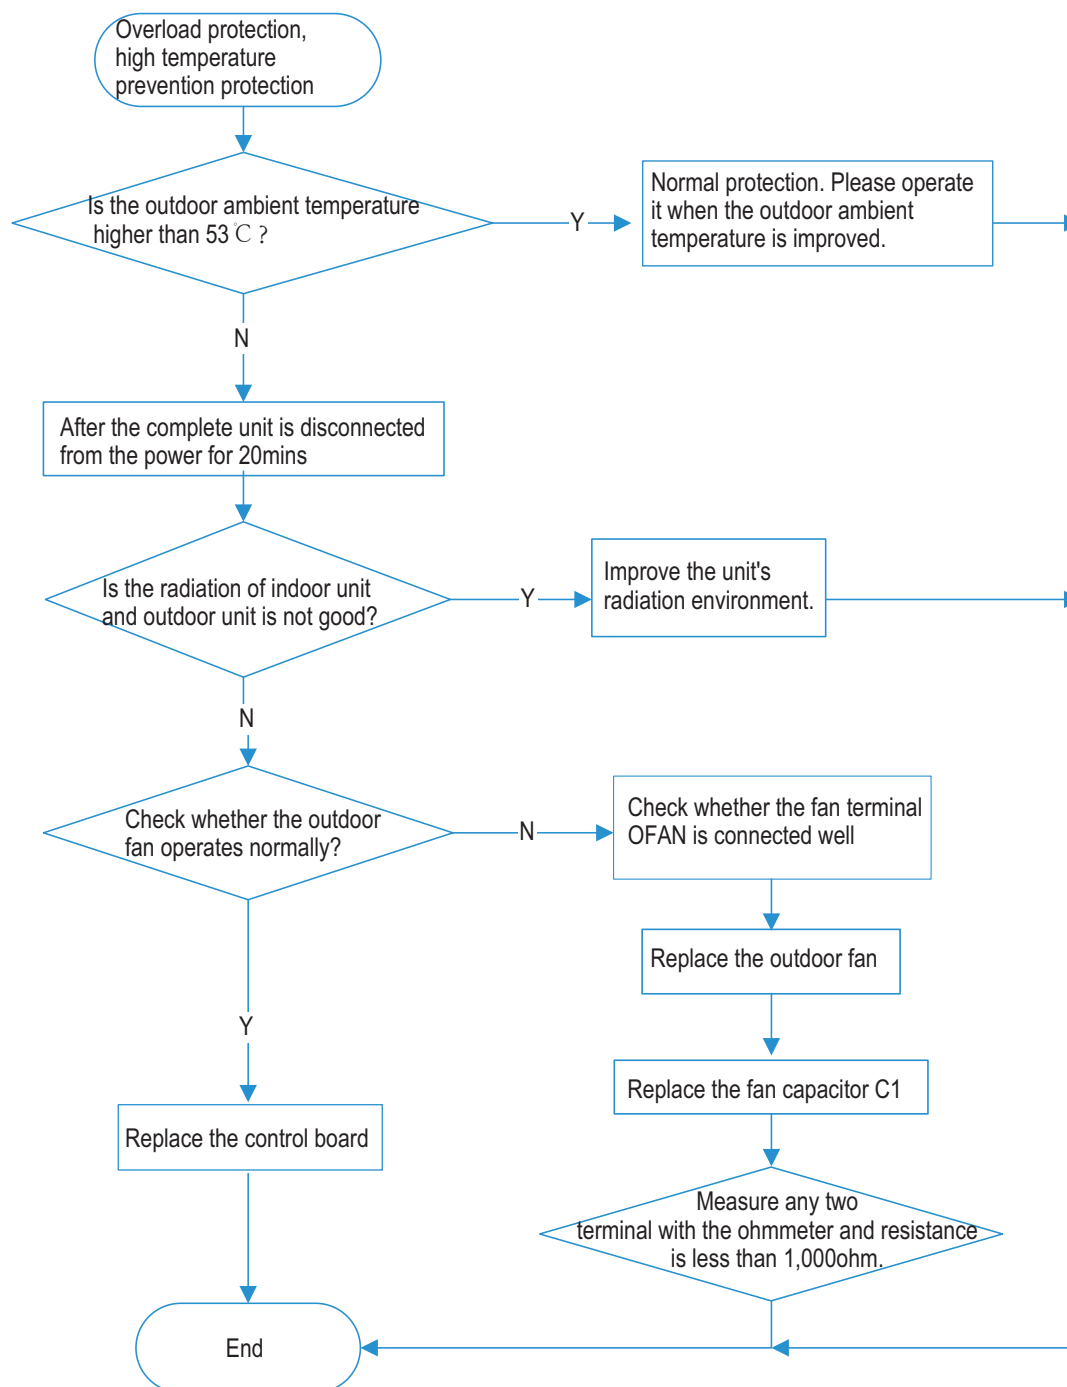 Overload protection,
high temperature
prevention protection
Is the outdoor ambient temperature
higher than 53℃ ?
Y
Normal protection. Please operate
it when the outdoor ambient
temperature is improved.
N
After the complete unit is disconnected
from the power for 20mins
Is the radiation of indoor unit
and outdoor unit is not good?
Y
Improve the unit's
radiation environment.
N
Check whether the outdoor
fan operates normally?
N
Check whether the fan terminal
OFAN is connected well
Replace the outdoor fan
Y
Replace the fan capacitor C1
Replace the control board
Measure any two
terminal with the ohmmeter and resistance
is less than 1,000ohm.
End